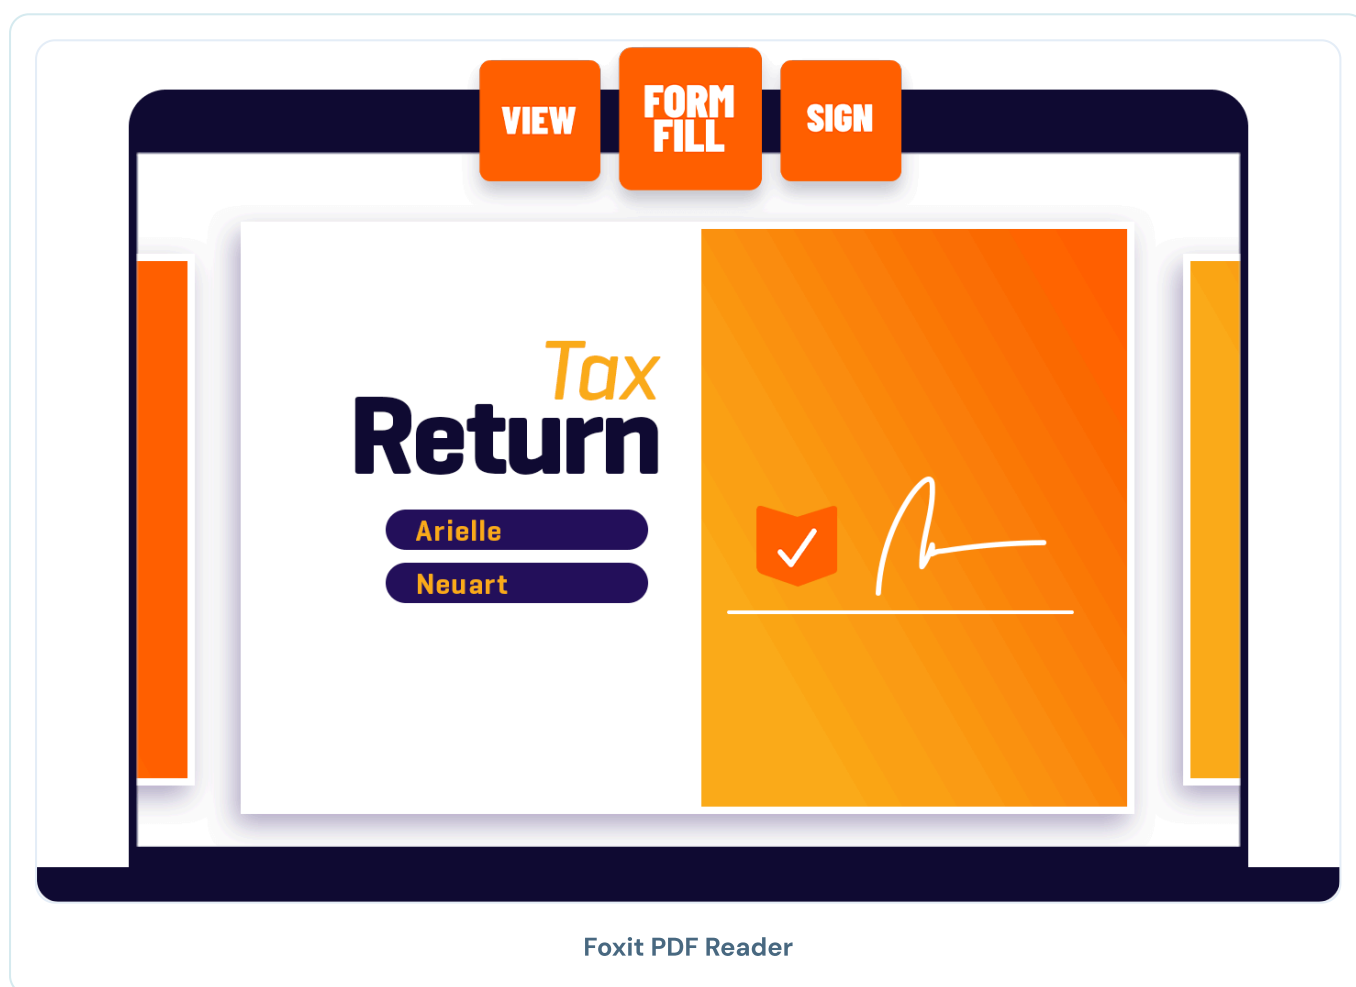 VIEW
FORM
FILL
SIGN
Tax
Return
Arielle
Neuart
Foxit PDF Reader